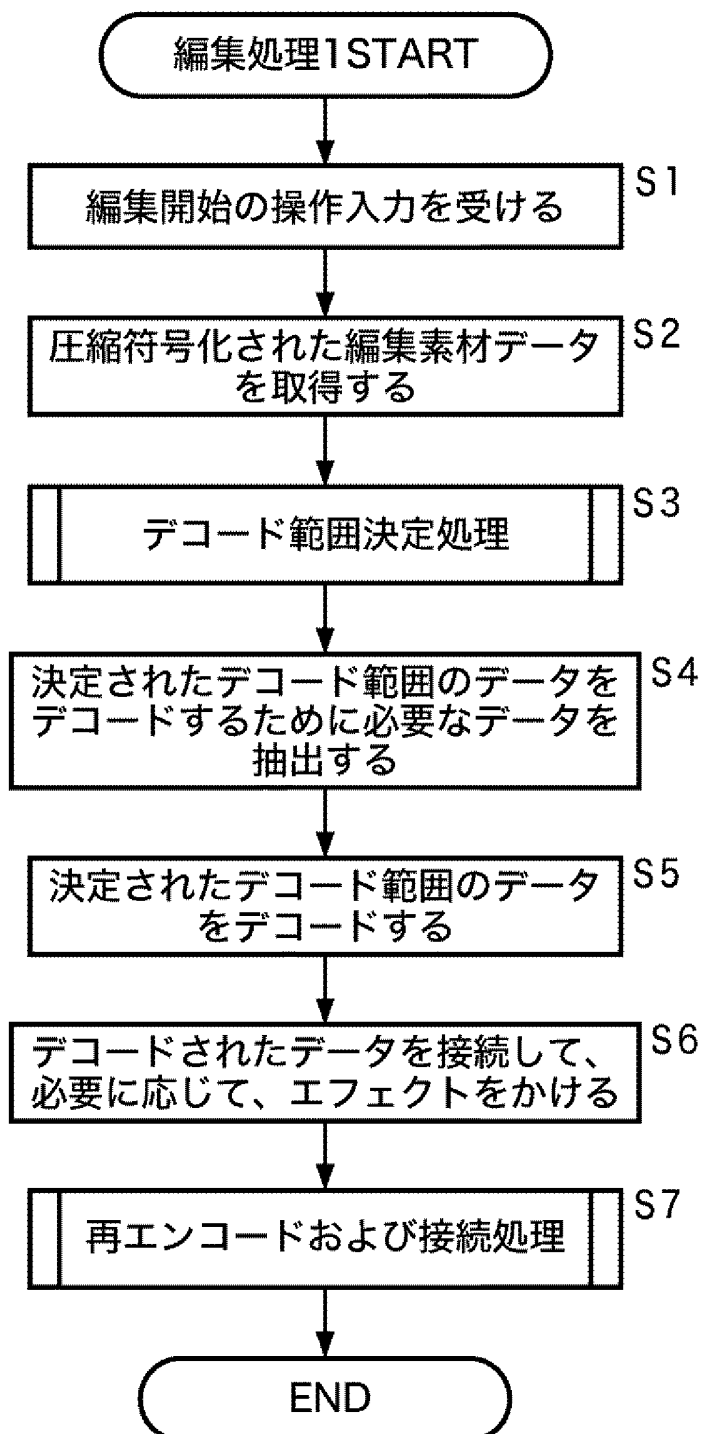 編集処理1START
編集開始の操作入力を受ける
S1
圧縮符号化された編集素材データ
を取得する
S2
デコード範囲決定処理
S3
決定されたデコード範囲のデータを
デコードするために必要なデータを
抽出する
S4
決定されたデコード範囲のデータ
をデコードする
S5
デコードされたデータを接続して、
必要に応じて、エフェクトをかける
S6
再エンコードおよび接続処理
S7
END